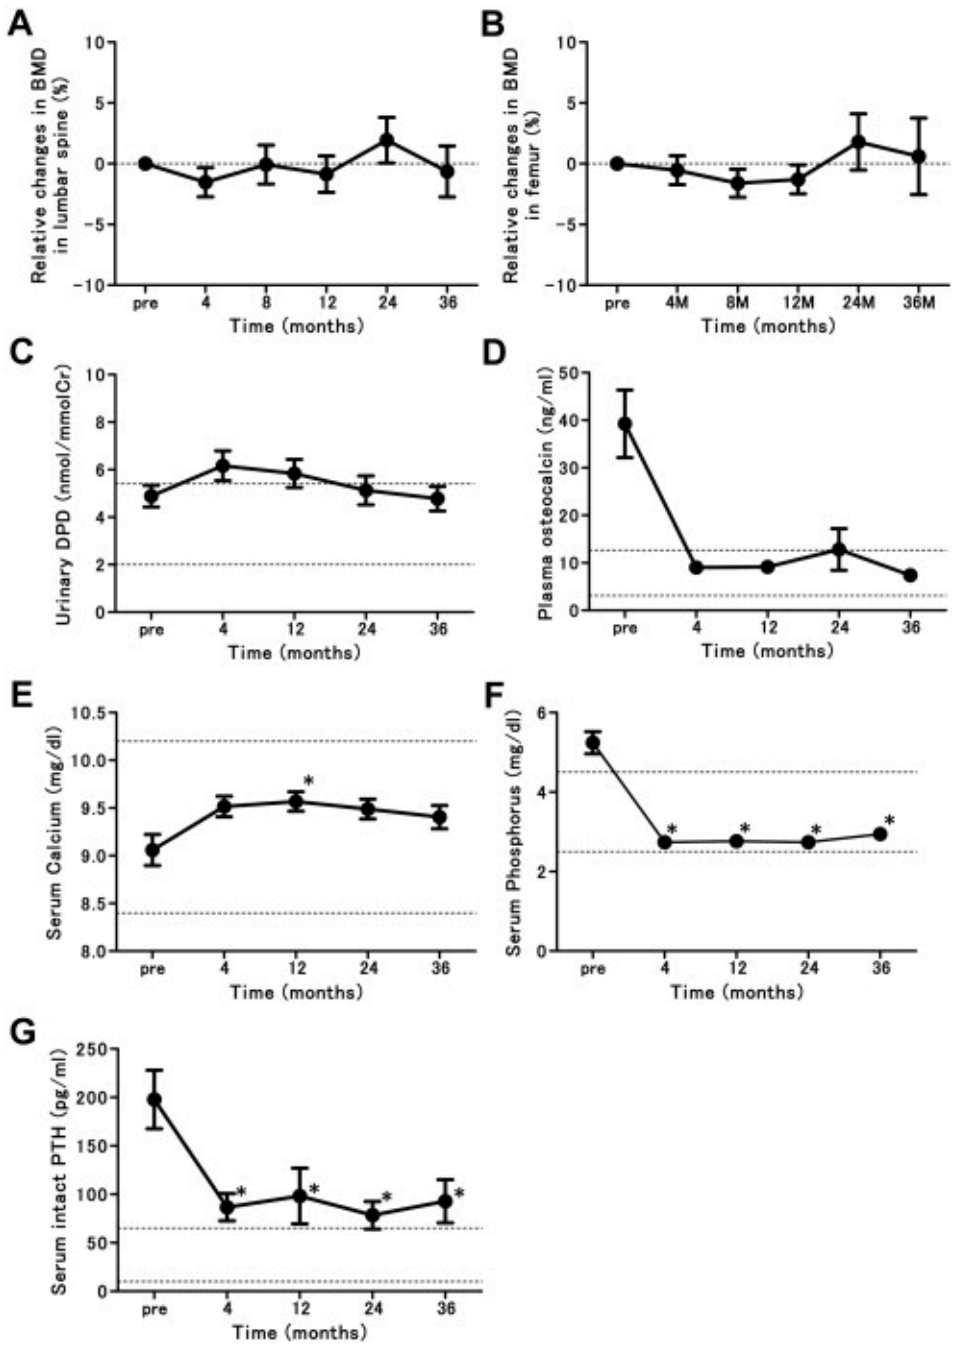 A
Relative changes in BMD
in lumbar spine (%)
10
5
0
−5
−10
pre 4 8 12 24 36
Time (months)
B
Relative changes in BMD
in femur (%)
10
5
0
−5
−10
pre 4M 8M 12M 24M 36M
Time (months)
C
Urinary DPD (nmol/mmolCr)
10
8
6
4
2
0
pre 4 12 24 36
Time (months)
D
Plasma osteocalcin (ng/ml)
50
40
30
20
10
0
pre 4 12 24 36
Time (months)
E
Serum Calcium (mg/dl)
10.5
10.0
9.5
9.0
8.5
8.0
*
pre 4 12 24 36
Time (months)
F
Serum Phosphorus (mg/dl)
6
4
2
0
* * * *
pre 4 12 24 36
Time (months)
G
Serum intact PTH (pg/ml)
250
200
150
100
50
0
* * * *
pre 4 12 24 36
Time (months)